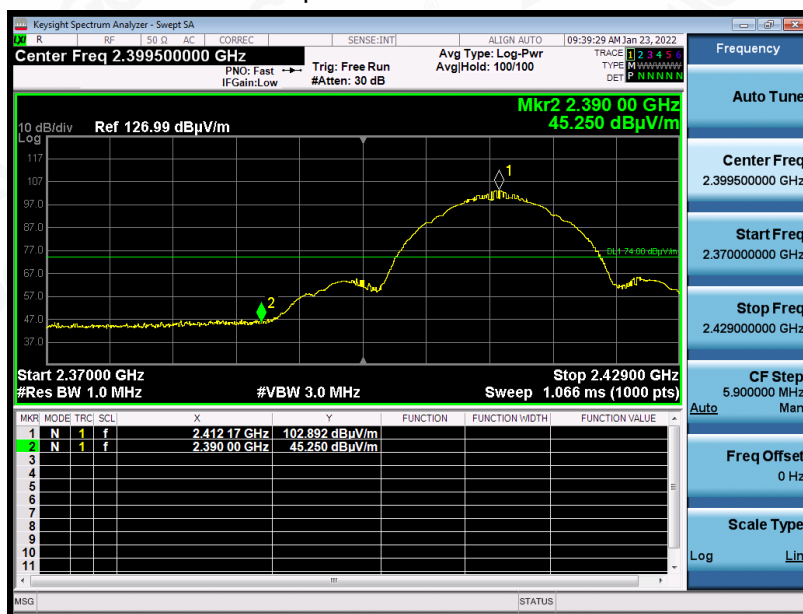 Keysight Spectrum Analyzer - Swept SA
LXI R RF 50 Ω AC CORREC SENSE:INT ALIGN AUTO 09:39:29 AM Jan 23, 2022
Center Freq 2.399500000 GHz
PNO: Fast
IFGain:Low
Trig: Free Run
#Atten: 30 dB
Avg Type: Log-Pwr
Avg|Hold: 100/100
TRACE 1 2 3 4 5 6
TYPE M WWWWW
DET P N N N N N
Mkr2 2.390 00 GHz
45.250 dBµV/m
10 dB/div Ref 126.99 dBµV/m
Log
117
107
97.0
87.0
77.0
67.0
57.0
47.0
37.0
1
2
DL1 74.00 dBµV/m
Start 2.37000 GHz Stop 2.42900 GHz
#Res BW 1.0 MHz #VBW 3.0 MHz Sweep 1.066 ms (1000 pts)
MKR MODE TRC SCL X Y FUNCTION FUNCTION WIDTH FUNCTION VALUE
1 N 1 f 2.412 17 GHz 102.892 dBµV/m
2 N 1 f 2.390 00 GHz 45.250 dBµV/m
3
4
5
6
7
8
9
10
11
MSG STATUS
Frequency
Auto Tune
Center Freq
2.399500000 GHz
Start Freq
2.370000000 GHz
Stop Freq
2.429000000 GHz
CF Step
5.900000 MHz
Auto Man
Freq Offset
0 Hz
Scale Type
Log Lin